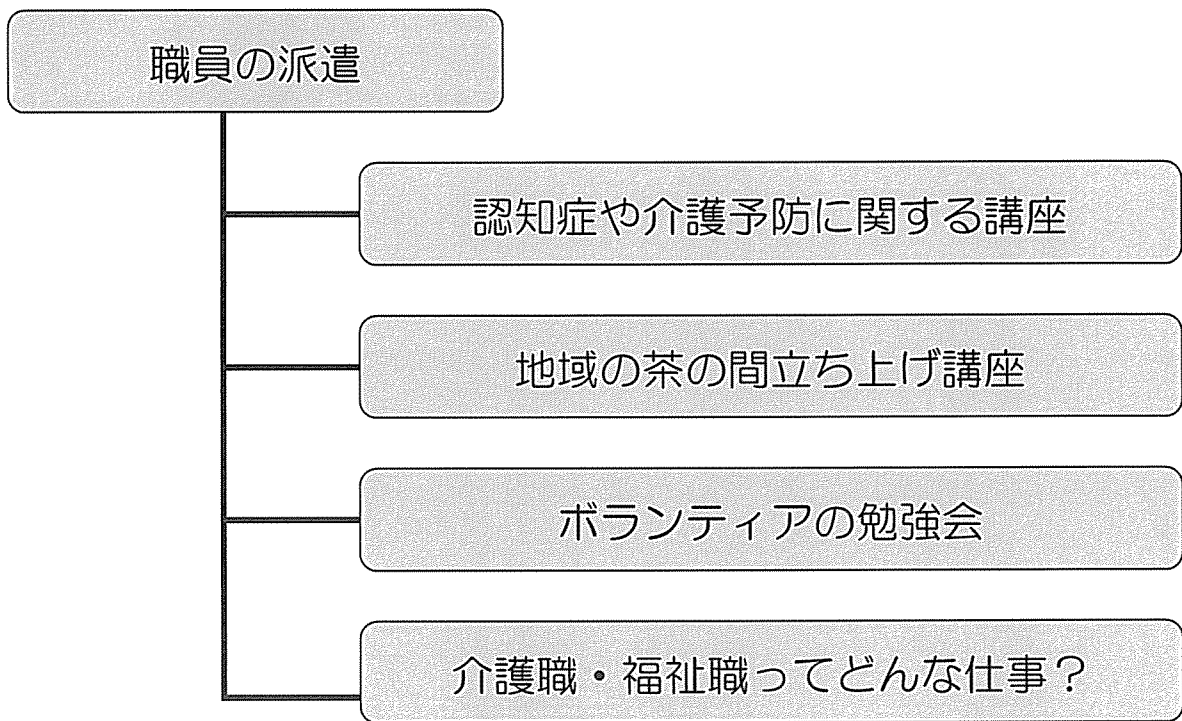 職員の派遣
認知症や介護予防に関する講座
地域の茶の間立ち上げ講座
ボランティアの勉強会
介護職・福祉職ってどんな仕事？